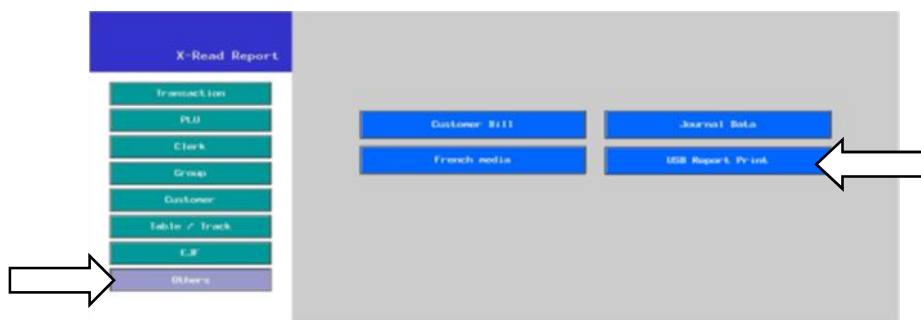 X-Read Report
Transaction
PLU
Clerk
Group
Customer
Table / Track
EJF
Others
Customer Bill
Journal Data
French media
USB Report Print